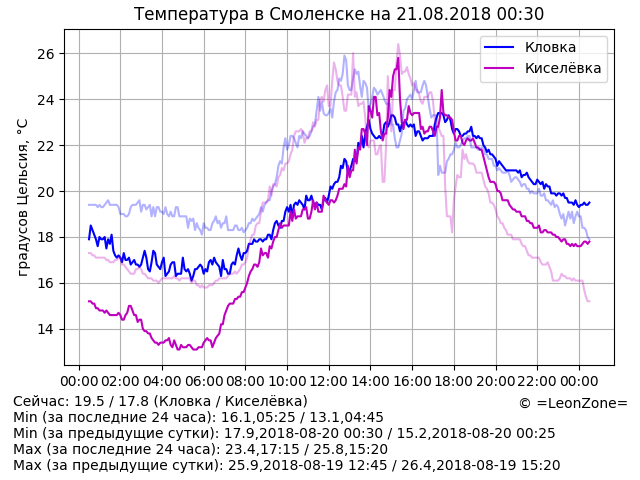 Температура в Смоленске на 21.08.2018 00:30
градусов Цельсия, °C
26
24
22
20
18
16
14
Кловка
Киселёвка
00:00 02:00 04:00 06:00 08:00 10:00 12:00 14:00 16:00 18:00 20:00 22:00 00:00
Сейчас: 19.5 / 17.8 (Кловка / Киселёвка)
© =LeonZone=
Min (за последние 24 часа): 16.1,05:25 / 13.1,04:45
Min (за предыдущие сутки): 17.9,2018-08-20 00:30 / 15.2,2018-08-20 00:25
Max (за последние 24 часа): 23.4,17:15 / 25.8,15:20
Max (за предыдущие сутки): 25.9,2018-08-19 12:45 / 26.4,2018-08-19 15:20